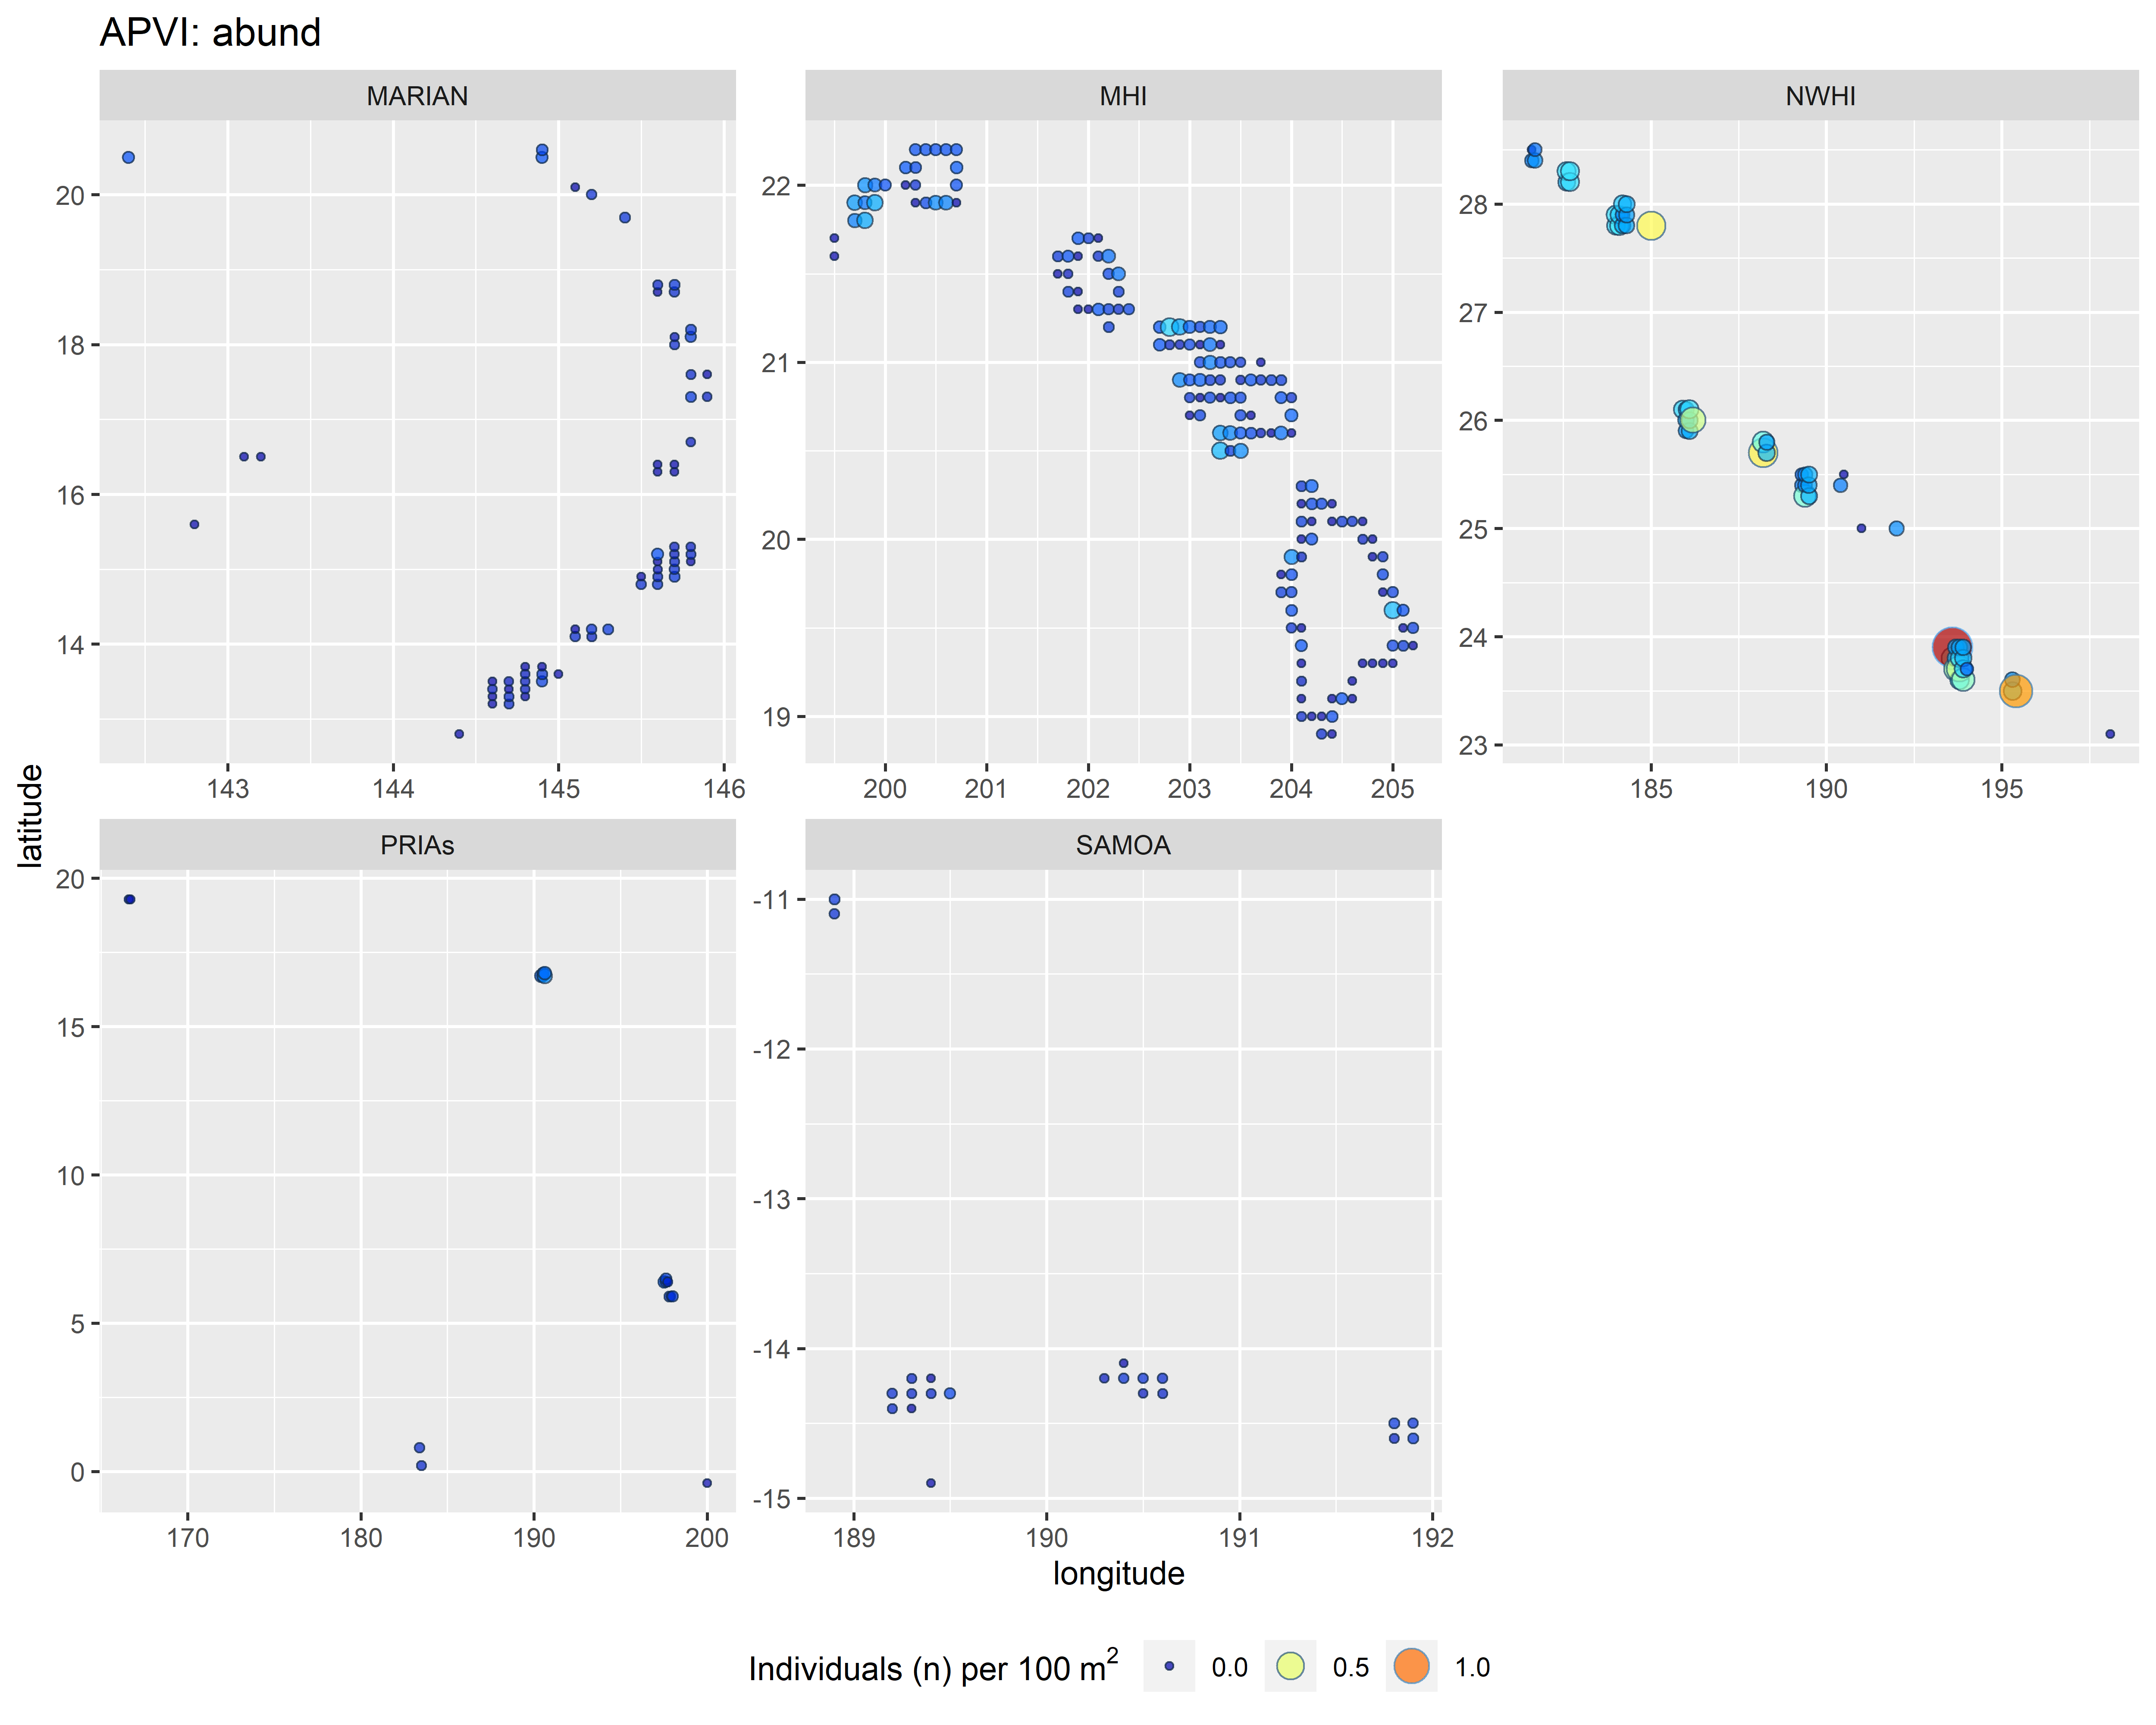 APVI: abund
MARIAN MHI NWHI
20
18
16
14
143 144 145 146
22
21
20
19
200 201 202 203 204 205
28
27
26
25
24
23
185 190 195
latitude
PRIAs SAMOA
20
15
10
5
0
170 180 190 200
-11
-12
-13
-14
-15
189 190 191 192
longitude
Individuals (n) per 100 m² 0.0 0.5 1.0